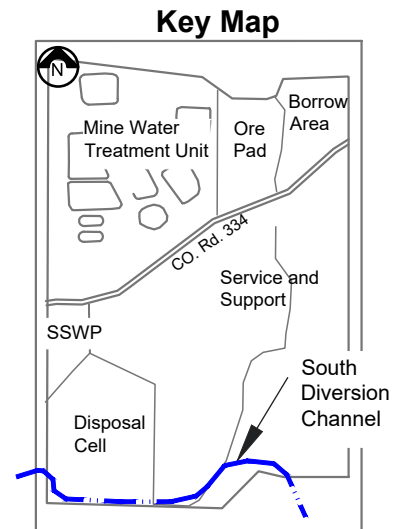 Key Map
N
Mine Water
Treatment Unit
Ore
Pad
Borrow
Area
CO. Rd. 334
Service and
Support
SSWP
South
Diversion
Channel
Disposal
Cell